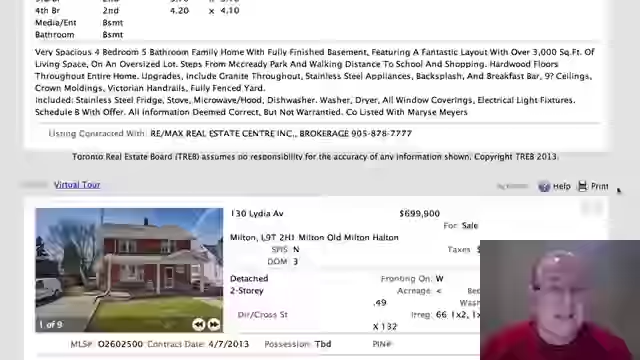 4th Br 2nd 4.20 x 4.10
Media/Ent Bsmt
Bathroom Bsmt
Very Spacious 4 Bedroom 5 Bathroom Family Home With Fully Finished Basement, Featuring A Fantastic Layout With Over 3,000 Sq.Ft. Of
Living Space, On An Oversized Lot. Steps From Mccready Park And Walking Distance To School And Shopping. Hardwood Floors
Throughout Entire Home. Upgrades, Include Granite Throughout, Stainless Steel Appliances, Backsplash, And Breakfast Bar, 9? Ceilings,
Crown Moldings, Victorian Handrails, Fully Fenced Yard.
Included: Stainless Steel Fridge, Stove, Microwave/Hood, Dishwasher. Washer, Dryer, All Window Coverings, Electrical Light Fixtures.
Schedule B With Offer. All Information Deemed Correct, But Not Warrantied. Co Listed With Maryse Meyers
Listing Contracted With: RE/MAX REAL ESTATE CENTRE INC., BROKERAGE 905-878-7777
Toronto Real Estate Board (TREB) assumes no responsibility for the accuracy of any information shown. Copyright TREB 2013.
Virtual Tour Help Print
130 Lydia Av $699,900
For: Sale
Milton, L9T 2H1 Milton Old Milton Halton
SPIS N Taxes:
DOM: 3
Detached Fronting On: W
2-Storey Acreage: <
.49
Dir/Cross St Irreg: 66
X 132
1 of 9
MLS#: O2602500 Contract Date: 4/7/2013 Possession: Tbd PIN#: